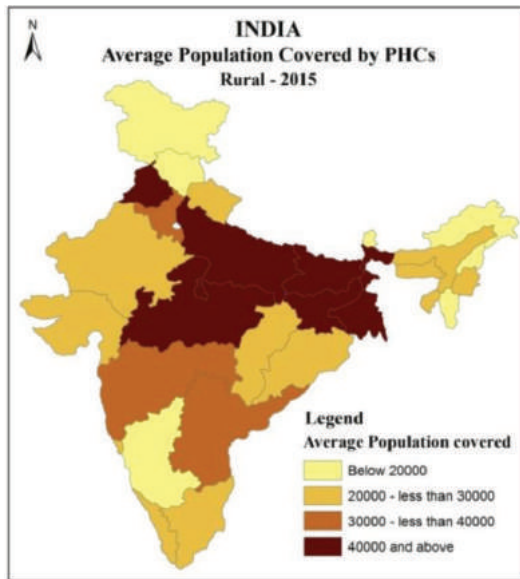 INDIA
N
Average Population Covered by PHCs
Rural - 2015
Legend
Average Population covered
Below 20000
20000 - less than 30000
30000 - less than 40000
40000 and above